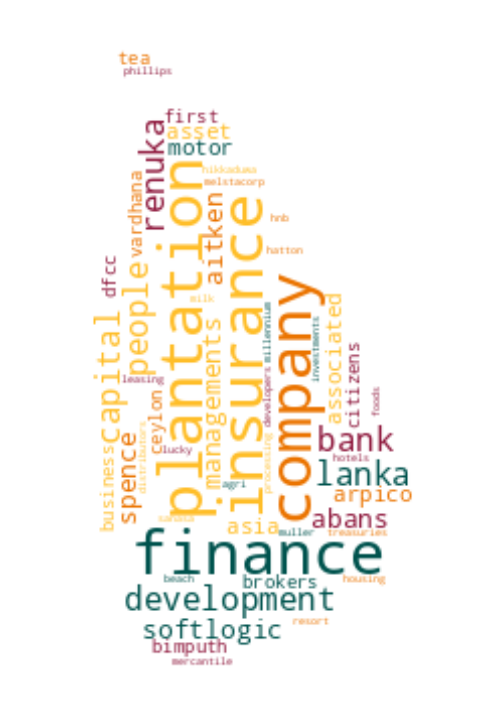 tea
phillips
first
asset
motor
renuka
hikkaduwa
melstacorp
plantation
vardhana
aitken
insurance
hnb
hatton
dfcc
people
milk
company
capital
managements
millennium
developers
investments
associated
citizens
leasing
foods
ceylon
distributors
business
spence
lucky
processing
bank
hotels
lanka
agri
arpico
sanasa
asia
abans
muller
treasuries
finance
beach
brokers
housing
development
resort
softlogic
bimputh
mercantile